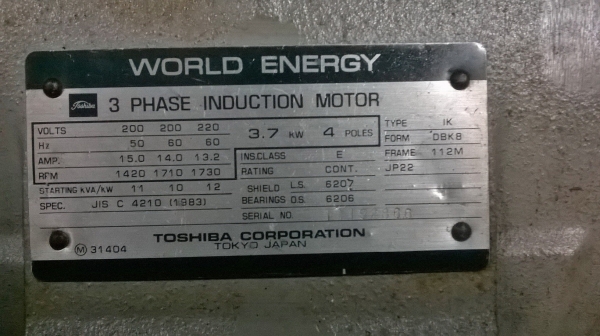 WORLD ENERGY
Toshiba 3 PHASE INDUCTION MOTOR
VOLTS 200 200 220
Hz 50 60 60
AMP. 15.0 14.0 13.2
RPM 1420 1710 1730
STARTING KVA/KW 11 10 12
SPEC. JIS C 4210 (1983)
3.7 kW 4 POLES
INS.CLASS E
RATING CONT.
SHIELD L.S. 6207
BEARINGS O.S. 6206
SERIAL NO
TYPE IK
FORM DBK8
FRAME 112M
JP22
M 31404
TOSHIBA CORPORATION
TOKYO JAPAN